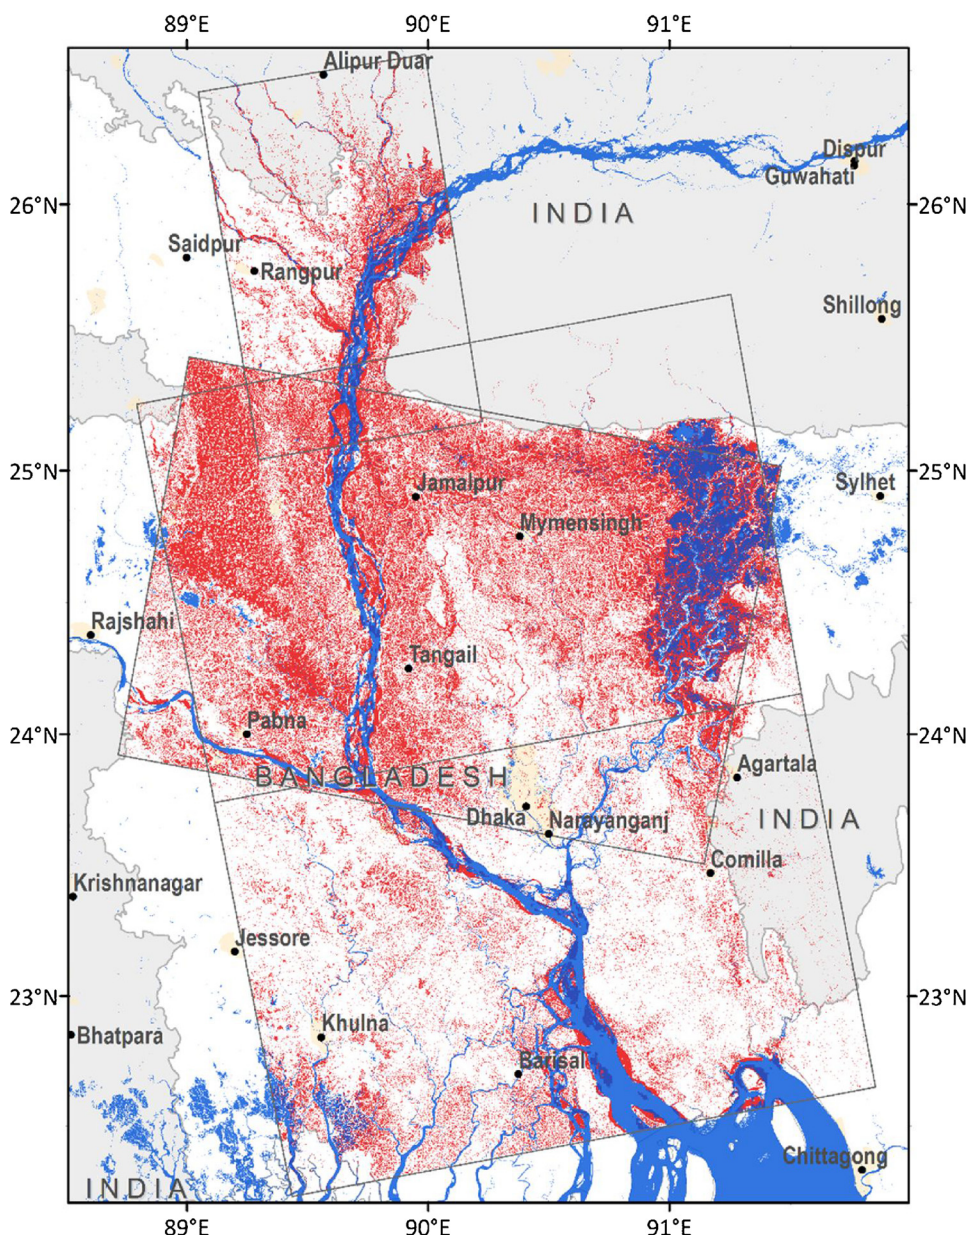 89°E 90°E 91°E
Alipur Duar
Dispur
Guwahati
26°N 26°N
INDIA
Saidpur
Rangpur
Shillong
25°N 25°N
Jamalpur
Sylhet
Mymensingh
Rajshahi
Tangail
Pabna
24°N 24°N
BANGLADESH
Agartala
Dhaka
Narayanganj
INDIA
Comilla
Krishnanagar
Jessore
23°N 23°N
Khulna
Bhatpara
Barisal
Chittagong
INDIA
89°E 90°E 91°E